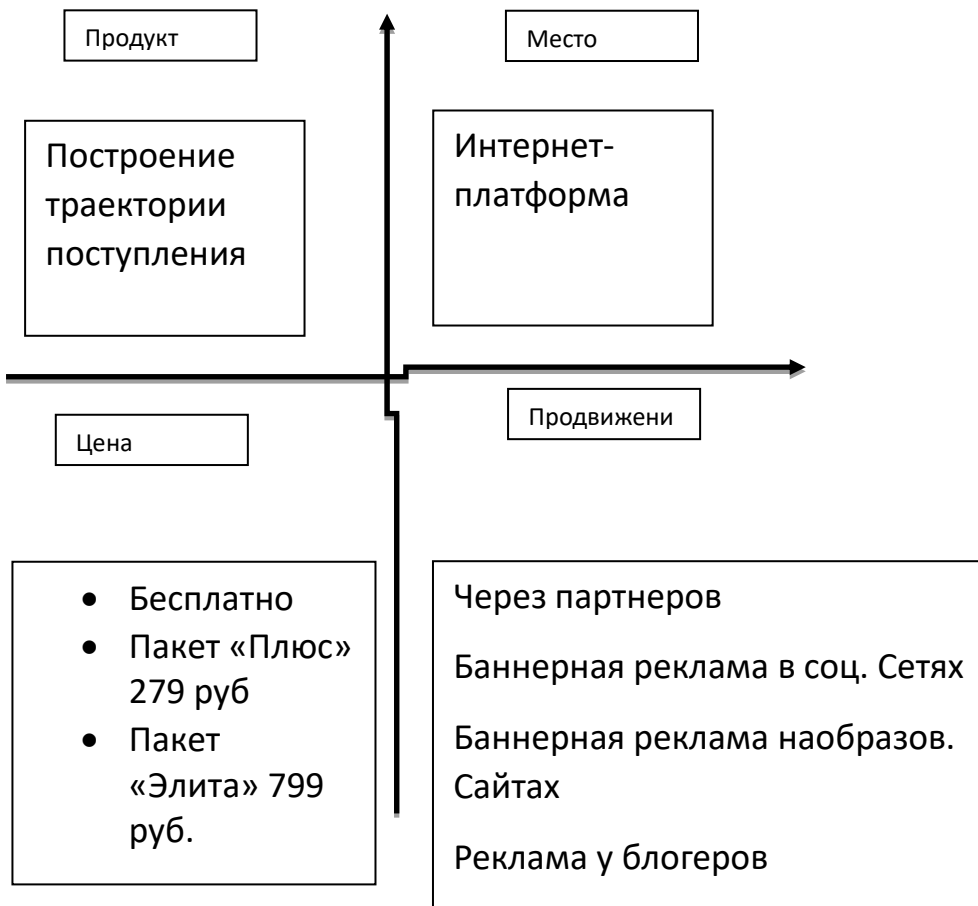 Продукт
Место
Построение
траектории
поступления
Интернет-
платформа
Цена
Продвижени
• Бесплатно
• Пакет «Плюс»
279 руб
• Пакет
«Элита» 799
руб.
Через партнеров
Баннерная реклама в соц. Сетях
Баннерная реклама наобразов.
Сайтах
Реклама у блогеров